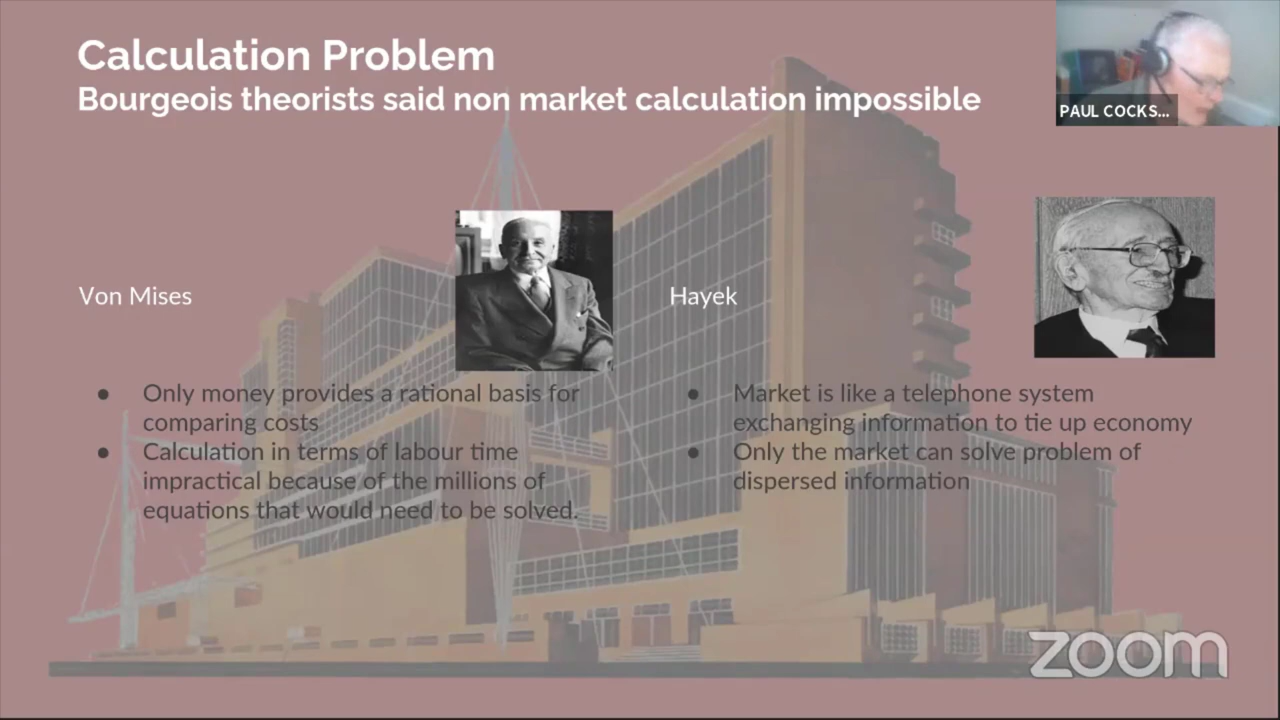 Calculation Problem
Bourgeois theorists said non market calculation impossible
PAUL COCKS...
Von Mises
● Only money provides a rational basis for
comparing costs
● Calculation in terms of labour time
impractical because of the millions of
equations that would need to be solved.
Hayek
● Market is like a telephone system
exchanging information to tie up economy
● Only the market can solve problem of
dispersed information
zoom